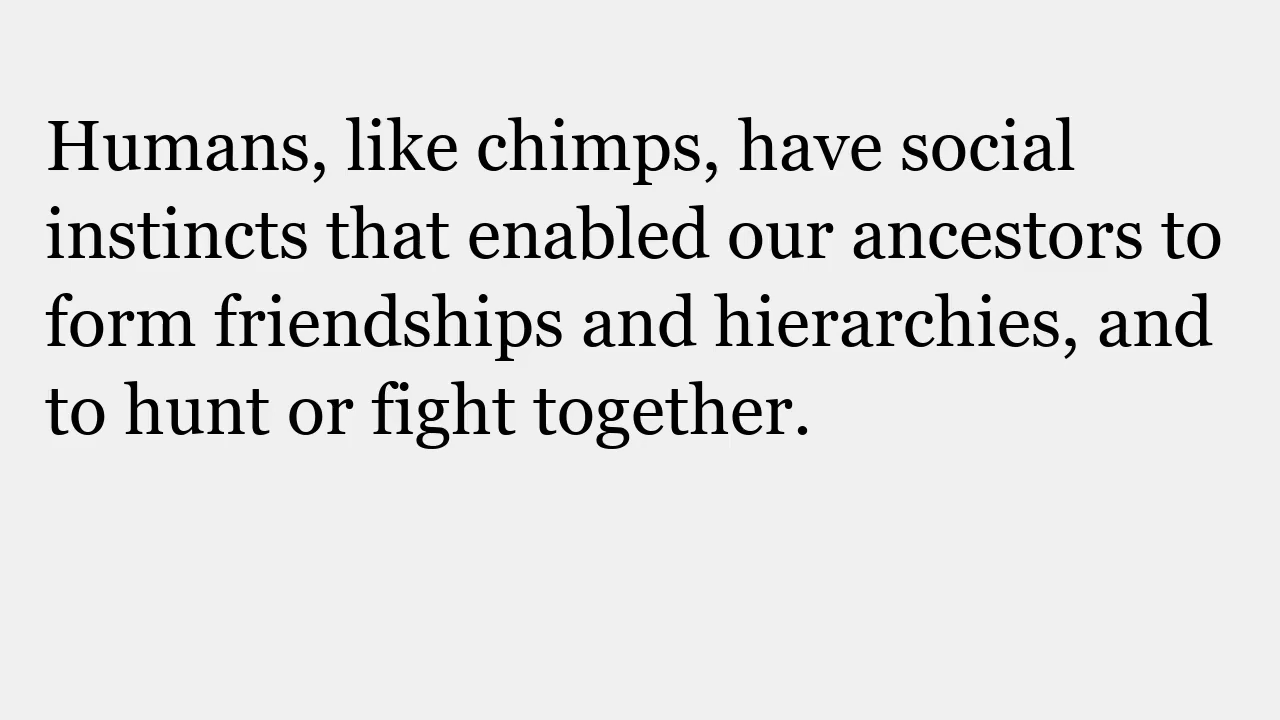 Humans, like chimps, have social
instincts that enabled our ancestors to
form friendships and hierarchies, and
to hunt or fight together.